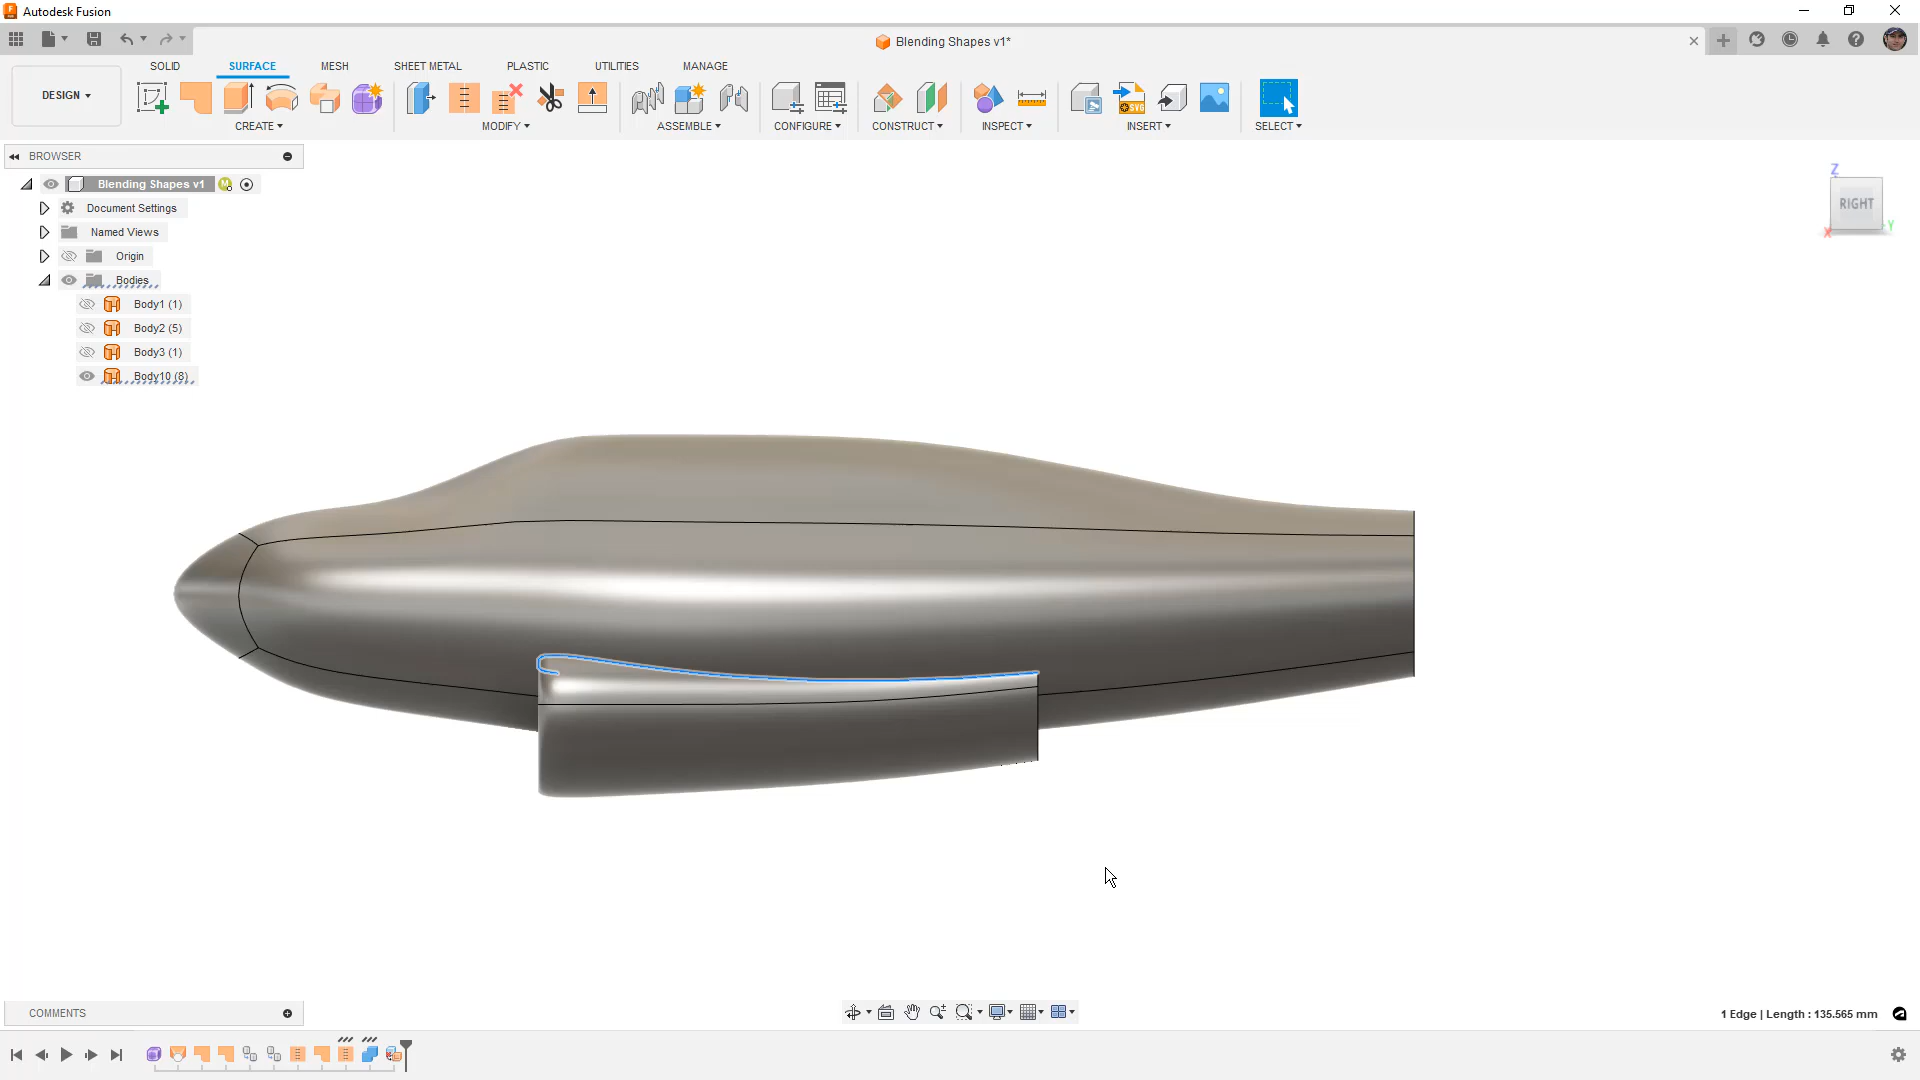 Autodesk Fusion
Blending Shapes v1*
SOLID SURFACE MESH SHEET METAL PLASTIC UTILITIES MANAGE
DESIGN
CREATE MODIFY ASSEMBLE CONFIGURE CONSTRUCT INSPECT INSERT SELECT
BROWSER
Blending Shapes v1
Document Settings
Named Views
Origin
Bodies
Body1 (1)
Body2 (5)
Body3 (1)
Body10 (8)
Z
RIGHT
X
Y
COMMENTS
1 Edge | Length : 135.565 mm